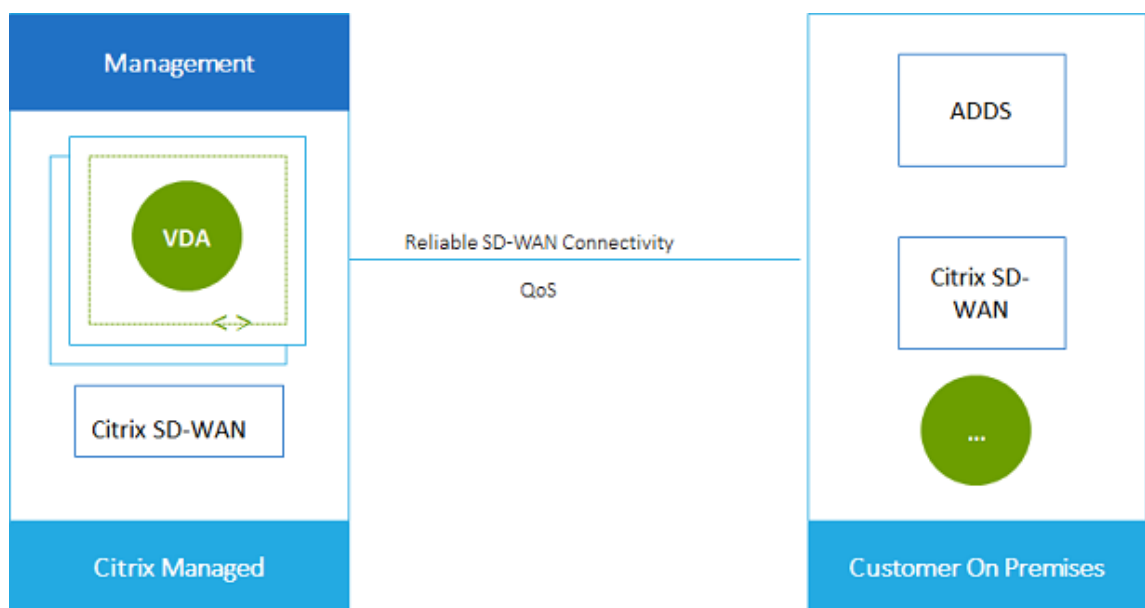 Management
VDA
Citrix SD-WAN
Citrix Managed
Reliable SD-WAN Connectivity
QoS
ADDS
Citrix SD-
WAN
...
Customer On Premises